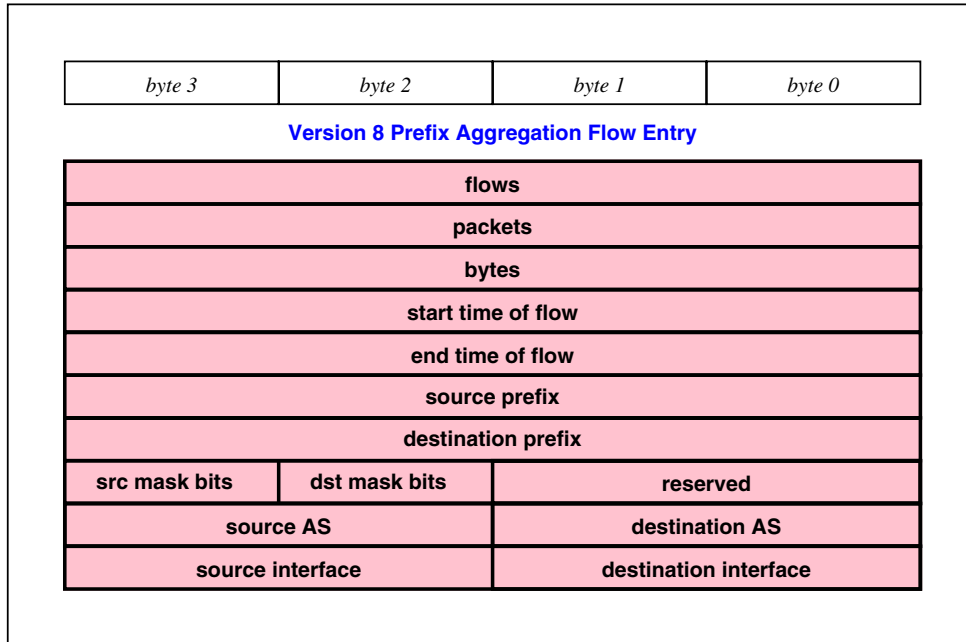 byte 3 byte 2 byte 1 byte 0
Version 8 Prefix Aggregation Flow Entry
flows
packets
bytes
start time of flow
end time of flow
source prefix
destination prefix
src mask bits dst mask bits reserved
source AS destination AS
source interface destination interface